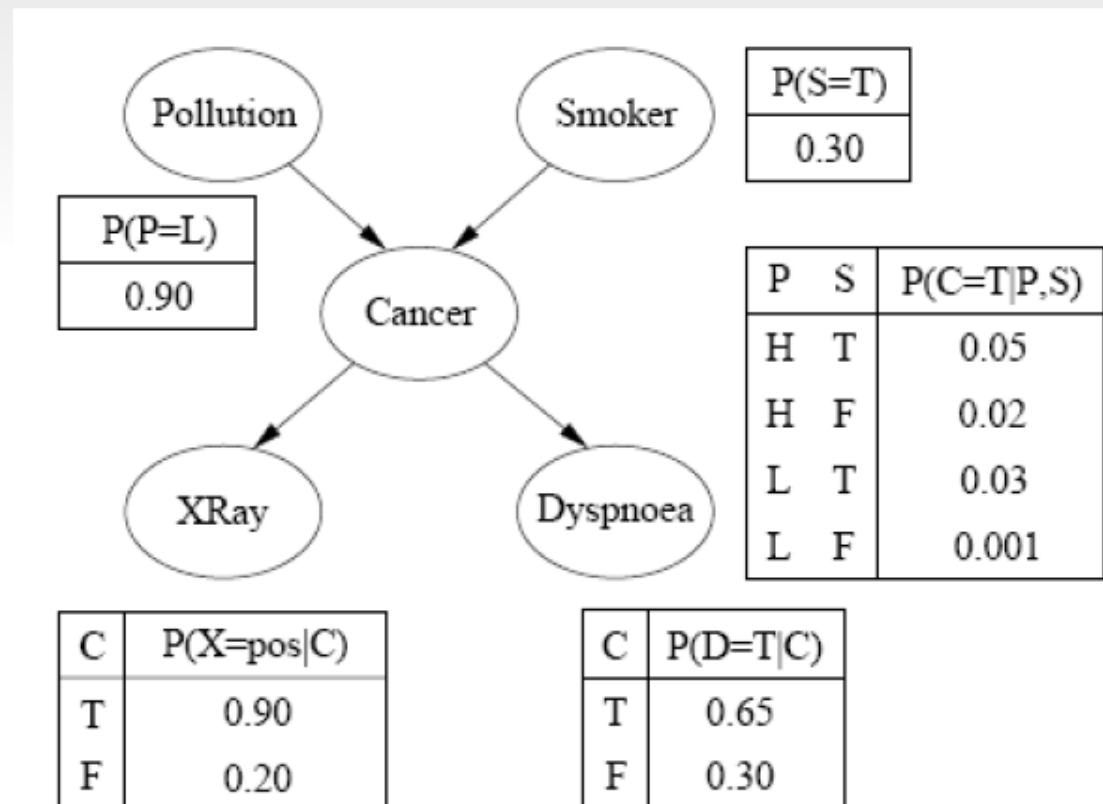 Pollution
Smoker
P(S=T)
0.30
P(P=L)
0.90
Cancer
P S P(C=T|P,S)
H T 0.05
H F 0.02
L T 0.03
L F 0.001
XRay
Dyspnoea
C P(X=pos|C)
T 0.90
F 0.20
C P(D=T|C)
T 0.65
F 0.30